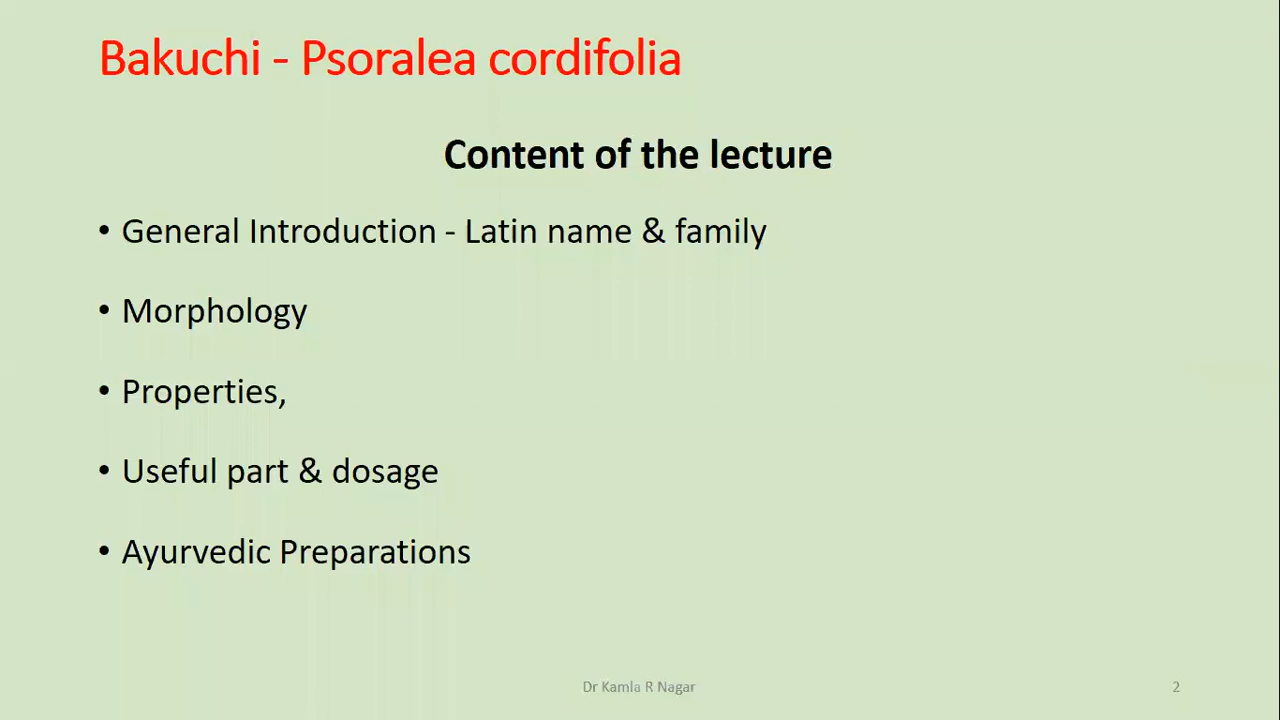 Bakuchi - Psoralea cordifolia
Content of the lecture
• General Introduction - Latin name & family
• Morphology
• Properties,
• Useful part & dosage
• Ayurvedic Preparations
Dr Kamla R Nagar
2